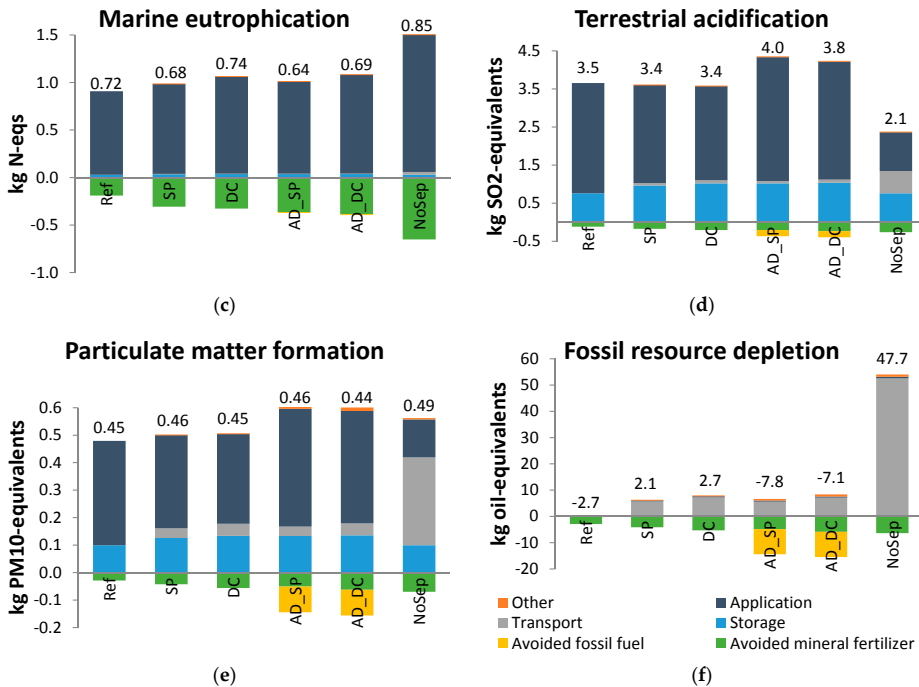 Marine eutrophication
kg N-eqs
1.5
1.0
0.5
0.0
-0.5
-1.0
0.72
0.68
0.74
0.64
0.69
0.85
Ref
SP
DC
AD_SP
AD_DC
NoSep
(c)
Terrestrial acidification
kg SO2-equivalents
4.5
3.5
2.5
1.5
0.5
-0.5
3.5
3.4
3.4
4.0
3.8
2.1
Ref
SP
DC
AD_SP
AD_DC
NoSep
(d)
Particulate matter formation
kg PM10-equivalents
0.6
0.5
0.4
0.3
0.2
0.1
0.0
-0.1
-0.2
0.45
0.46
0.45
0.46
0.44
0.49
Ref
SP
DC
AD_SP
AD_DC
NoSep
(e)
Fossil resource depletion
kg oil-equivalents
60
50
40
30
20
10
0
-10
-20
-2.7
2.1
2.7
-7.8
-7.1
47.7
Ref
SP
DC
AD_SP
AD_DC
NoSep
Other
Application
Transport
Storage
Avoided fossil fuel
Avoided mineral fertilizer
(f)